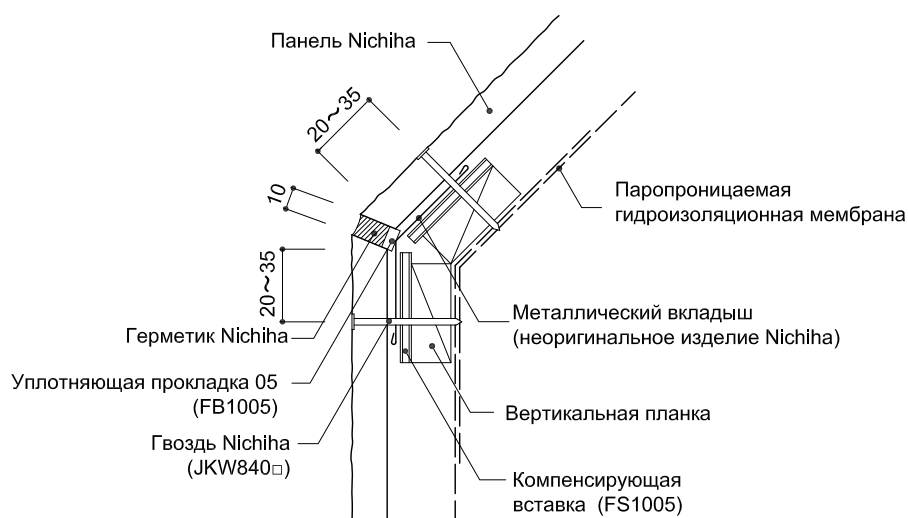 Панель Nichiha
20～35
10
Паропроницаемая
гидроизоляционная мембрана
20～35
Металлический вкладыш
(неоригинальное изделие Nichiha)
Герметик Nichiha
Уплотняющая прокладка 05
(FB1005)
Вертикальная планка
Гвоздь Nichiha
(JKW840□)
Компенсирующая
вставка (FS1005)